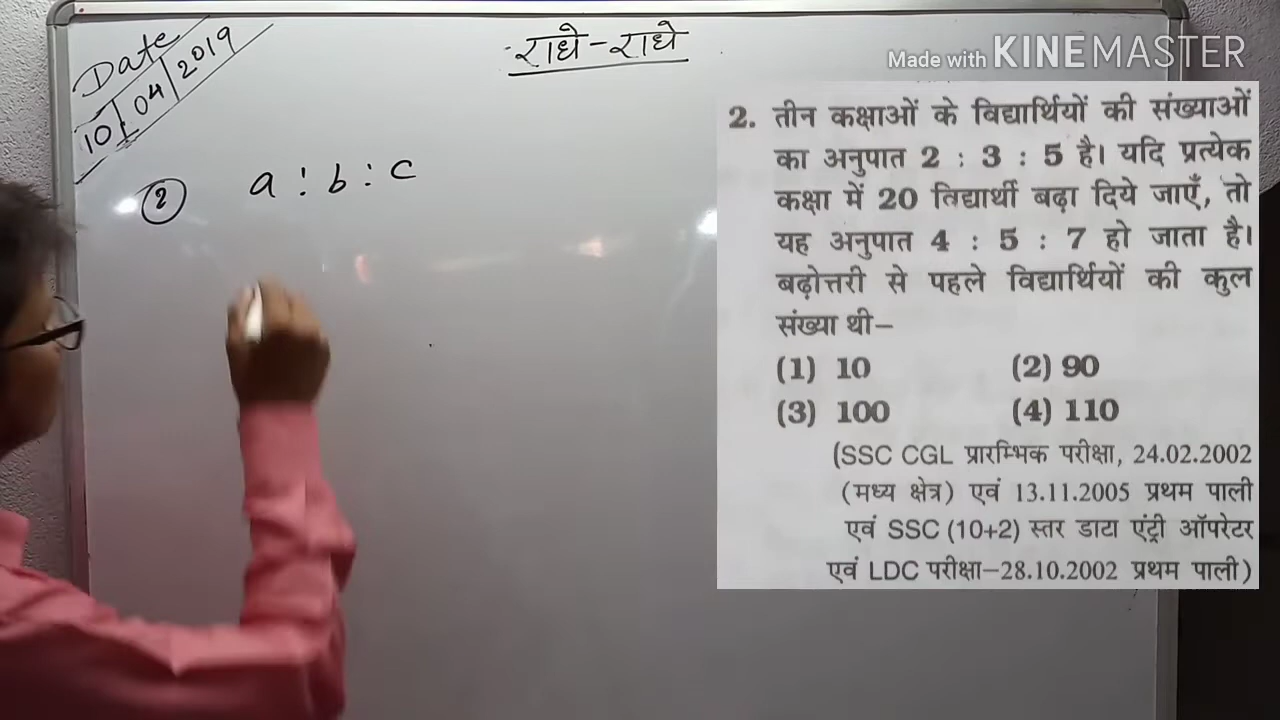 Date
10/04/2019
राधे-राधे
Made with KINEMASTER
② a : b : c
2. तीन कक्षाओं के विद्यार्थियों की संख्याओं
का अनुपात 2 : 3 : 5 है। यदि प्रत्येक
कक्षा में 20 विद्यार्थी बढ़ा दिये जाएँ, तो
यह अनुपात 4 : 5 : 7 हो जाता है।
बढ़ोत्तरी से पहले विद्यार्थियों की कुल
संख्या थी–
(1) 10 (2) 90
(3) 100 (4) 110
(SSC CGL प्रारम्भिक परीक्षा, 24.02.2002
(मध्य क्षेत्र) एवं 13.11.2005 प्रथम पाली
एवं SSC (10+2) स्तर डाटा एंट्री ऑपरेटर
एवं LDC परीक्षा–28.10.2002 प्रथम पाली)